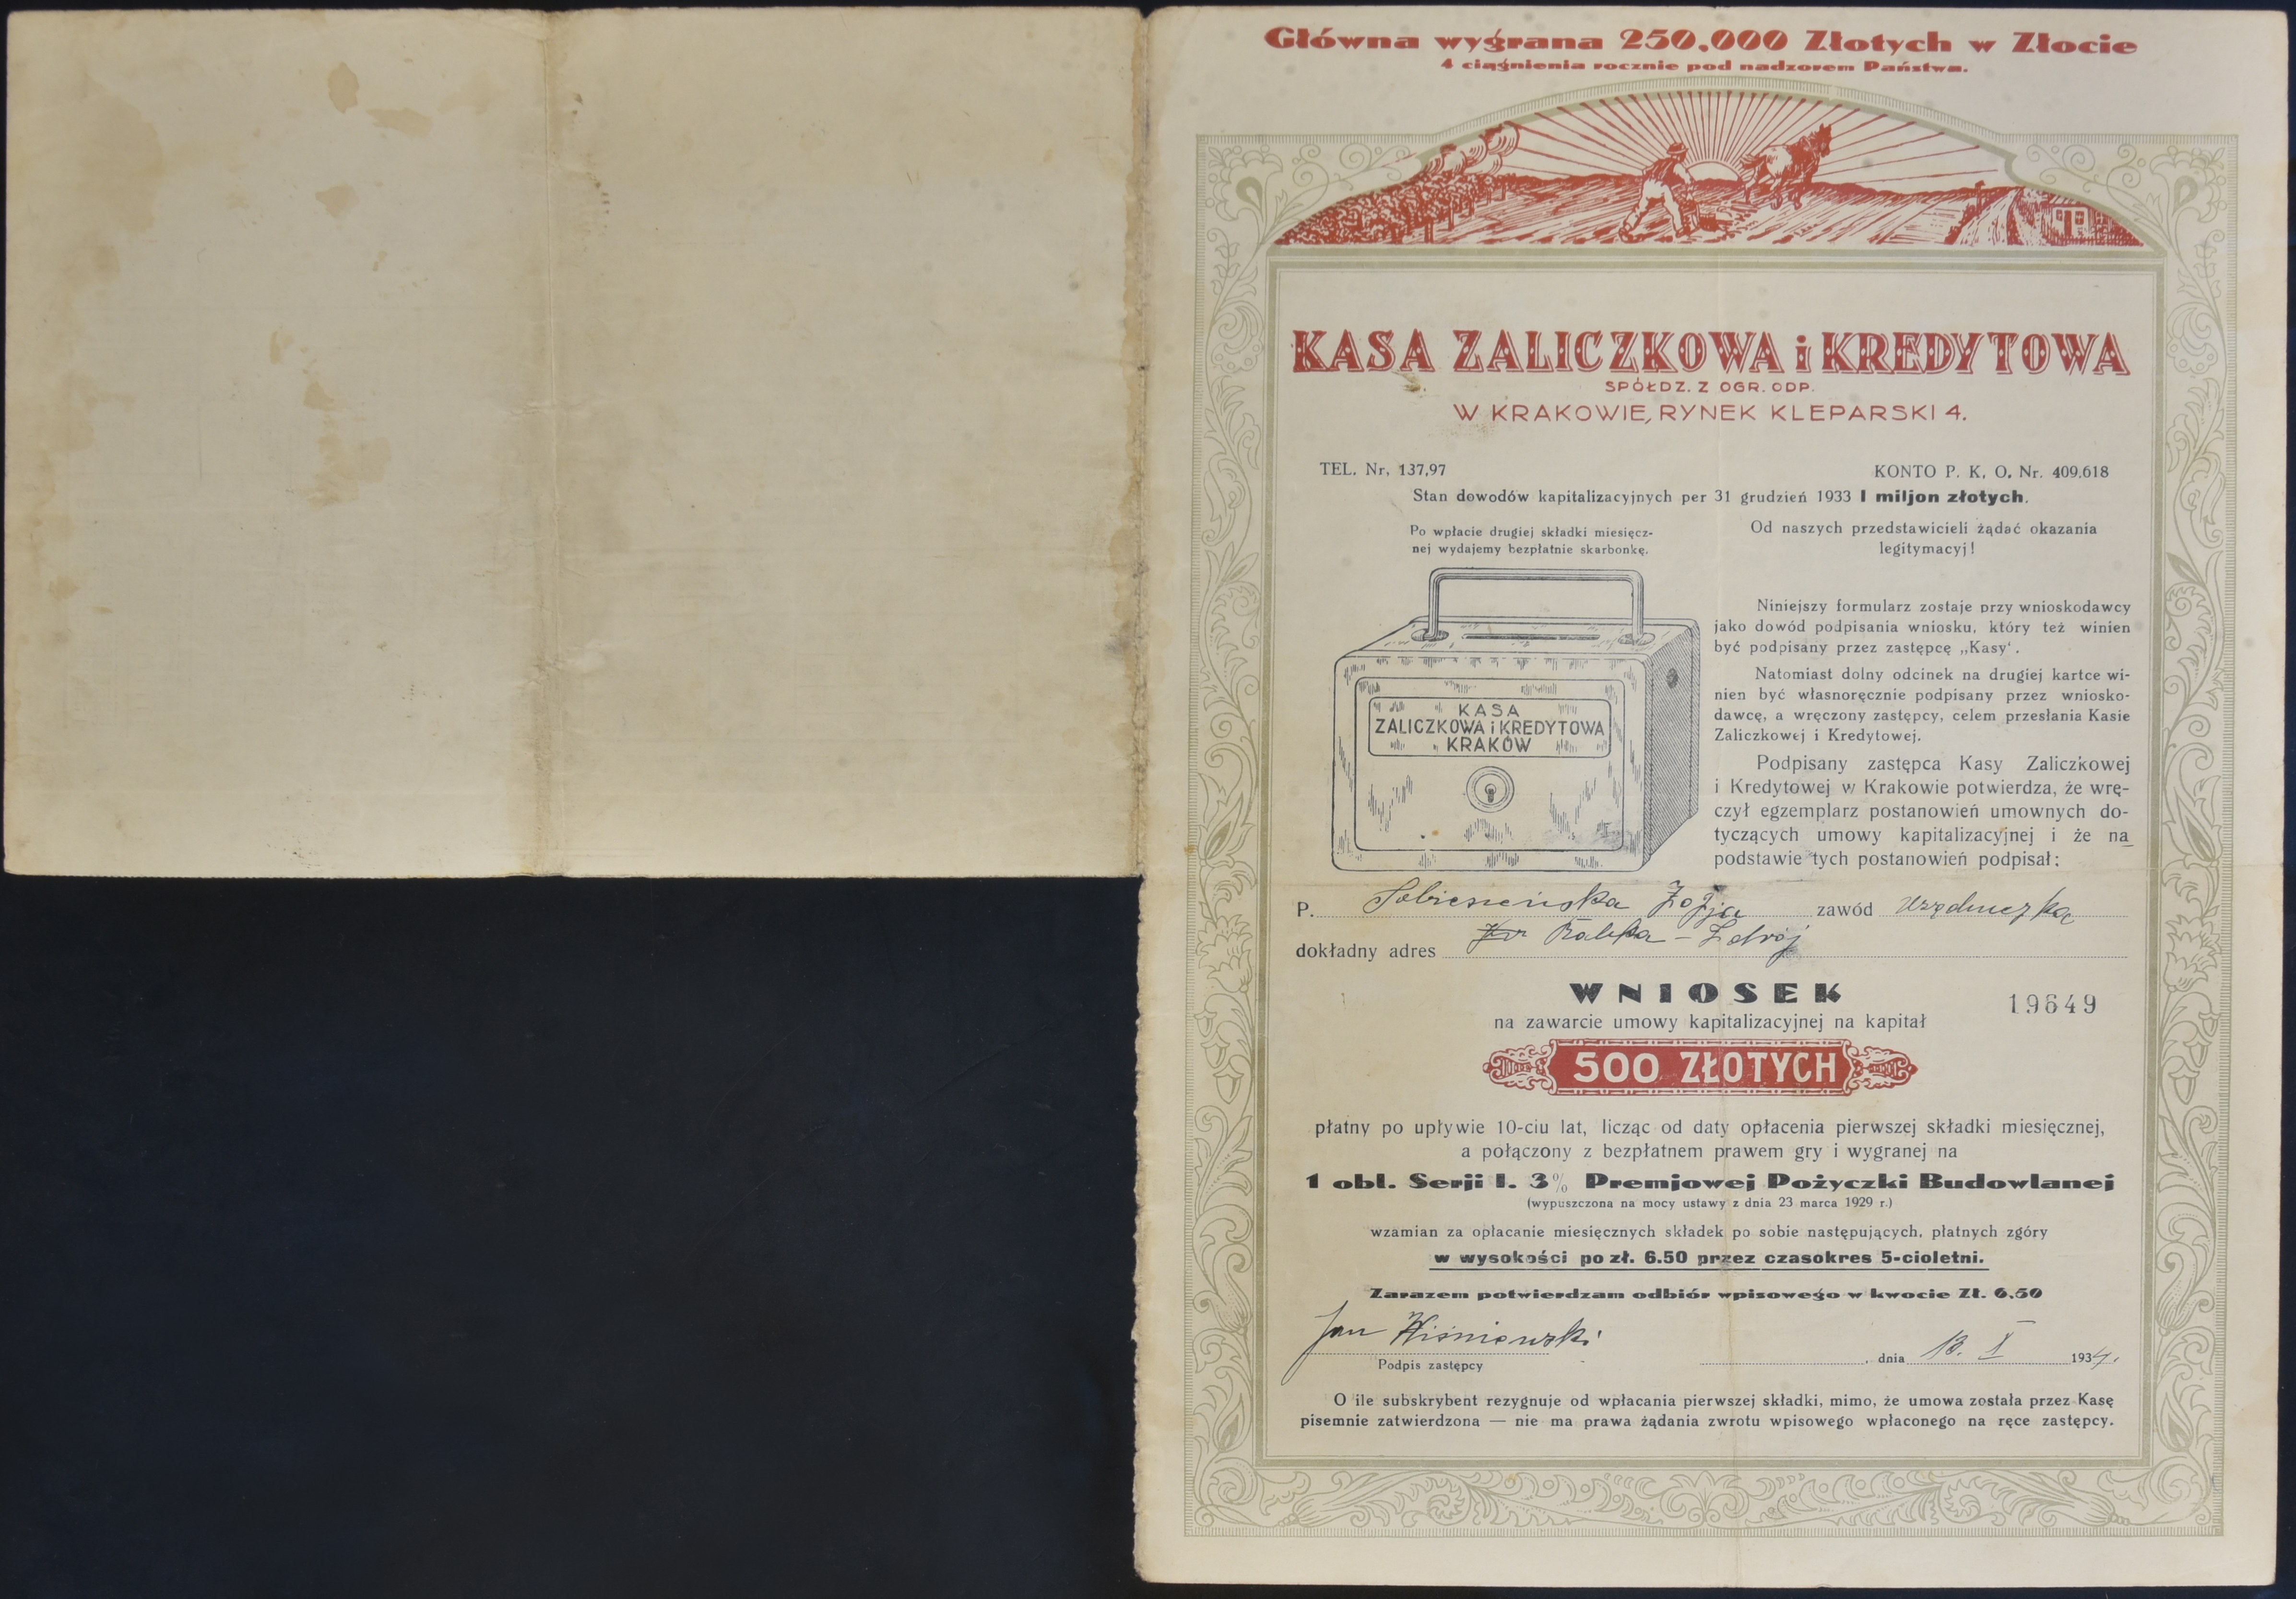 Główna wygrana 250.000 Złotych w Złocie
4 ciągnienia rocznie pod nadzorem Państwa.
KASA ZALICZKOWA i KREDYTOWA
SPÓŁDZ. Z OGR. ODP.
W KRAKOWIE, RYNEK KLEPARSKI 4.
TEL. Nr. 137,97
KONTO P. K. O. Nr. 409.618
Stan dowodów kapitalizacyjnych per 31 grudzień 1933 1 miljon złotych.
Po wpłacie drugiej składki miesięcz-
nej wydajemy bezpłatnie skarbonkę.
Od naszych przedstawicieli żądać okazania
legitymacyj!
KASA
ZALICZKOWA i KREDYTOWA
KRAKÓW
Niniejszy formularz zostaje przy wnioskodawcy
jako dowód podpisania wniosku, który też winien
być podpisany przez zastępcę „Kasy'.
Natomiast dolny odcinek na drugiej kartce wi-
nien być własnoręcznie podpisany przez wniosko-
dawcę, a wręczony zastępcy, celem przesłania Kasie
Zaliczkowej i Kredytowej.
Podpisany zastępca Kasy Zaliczkowej
i Kredytowej w Krakowie potwierdza, że wrę-
czył egzemplarz postanowień umownych do-
tyczących umowy kapitalizacyjnej i że na
podstawie tych postanowień podpisał:
P. Zofja zawód
dokładny adres Rabka - Zdrój
WNIOSEK
19649
na zawarcie umowy kapitalizacyjnej na kapitał
500 ZŁOTYCH
płatny po upływie 10-ciu lat, licząc od daty opłacenia pierwszej składki miesięcznej,
a połączony z bezpłatnem prawem gry i wygranej na
1 obl. Serji I. 3% Premjowej Pożyczki Budowlanej
(wypuszczona na mocy ustawy z dnia 23 marca 1929 r.)
wzamian za opłacanie miesięcznych składek po sobie następujących, płatnych zgóry
w wysokości po zł. 6.50 przez czasokres 5-cioletni.
Zarazem potwierdzam odbiór wpisowego w kwocie Zł. 6.50
Jan Wiśniewski
Podpis zastępcy
, dnia 13. X 1934.
O ile subskrybent rezygnuje od wpłacania pierwszej składki, mimo, że umowa została przez Kasę
pisemnie zatwierdzona — nie ma prawa żądania zwrotu wpisowego wpłaconego na ręce zastępcy.